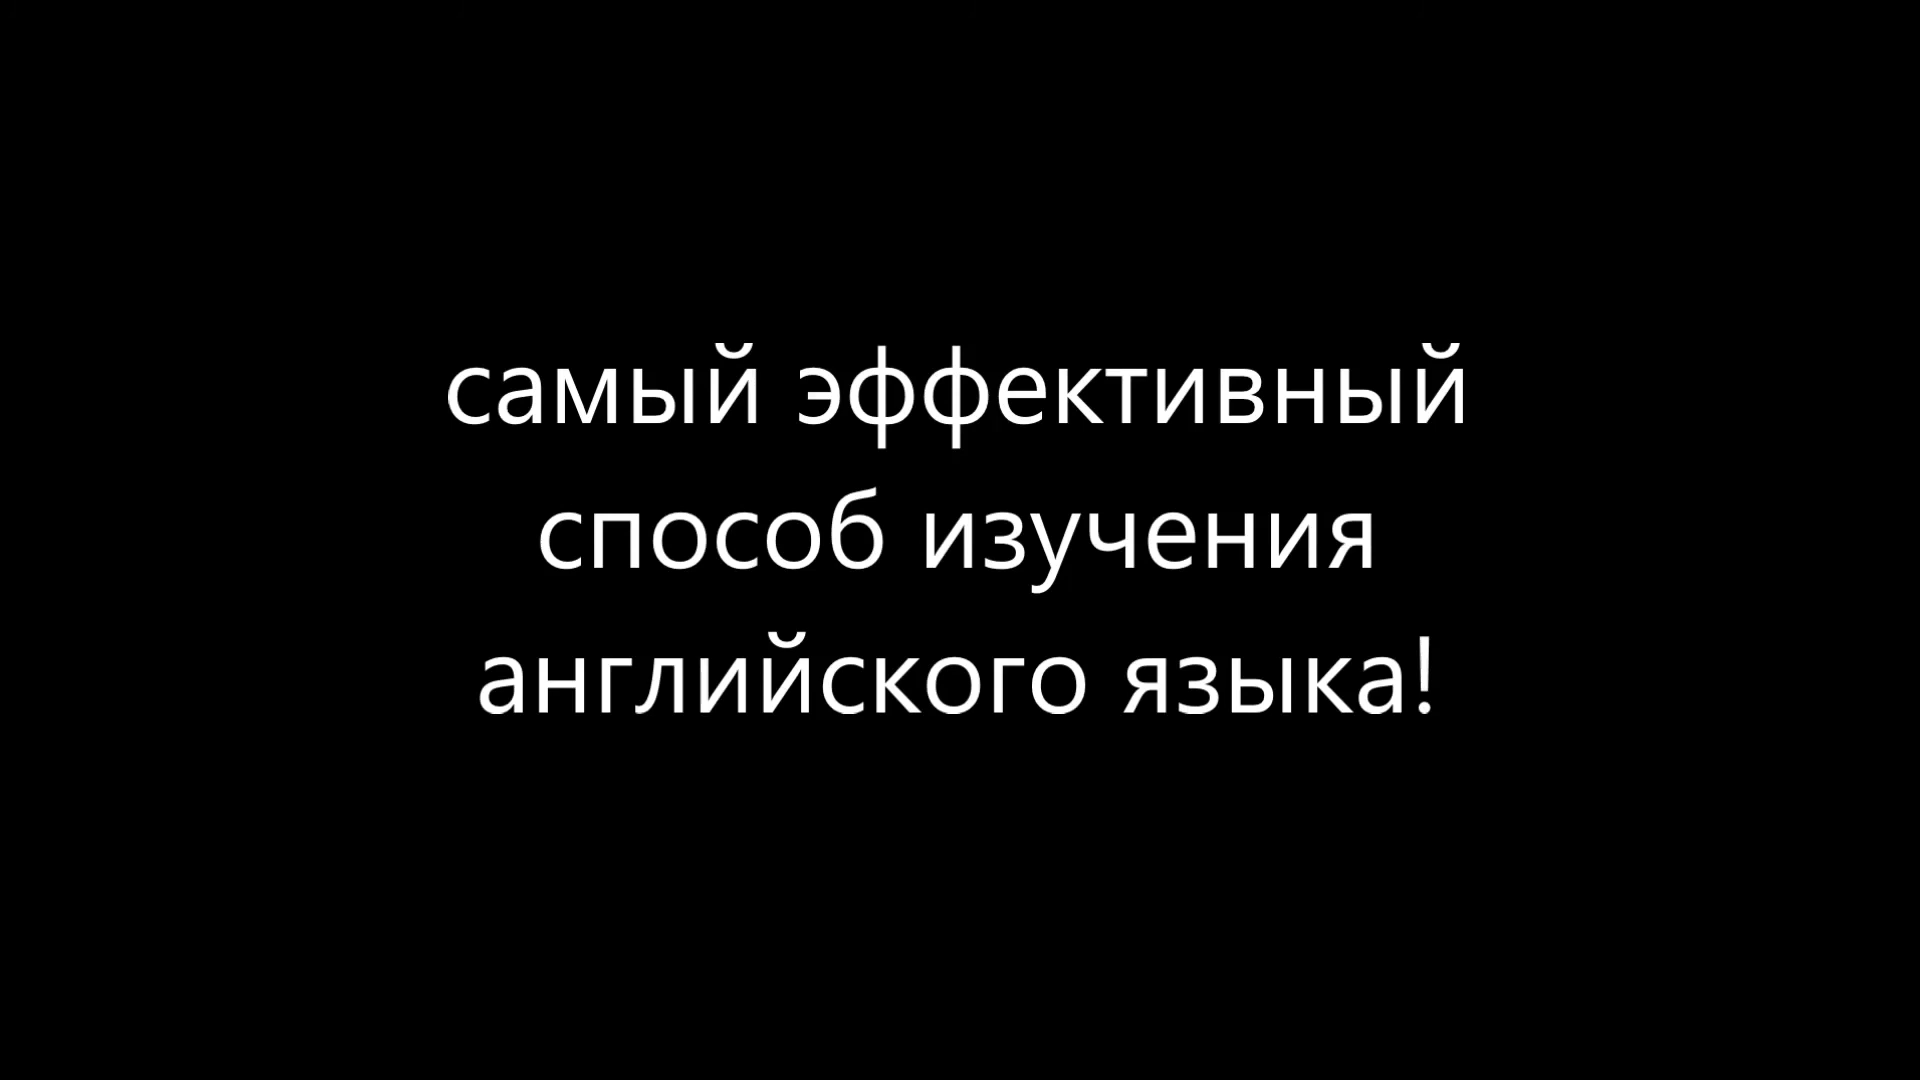 самый эффективный
способ изучения
английского языка!